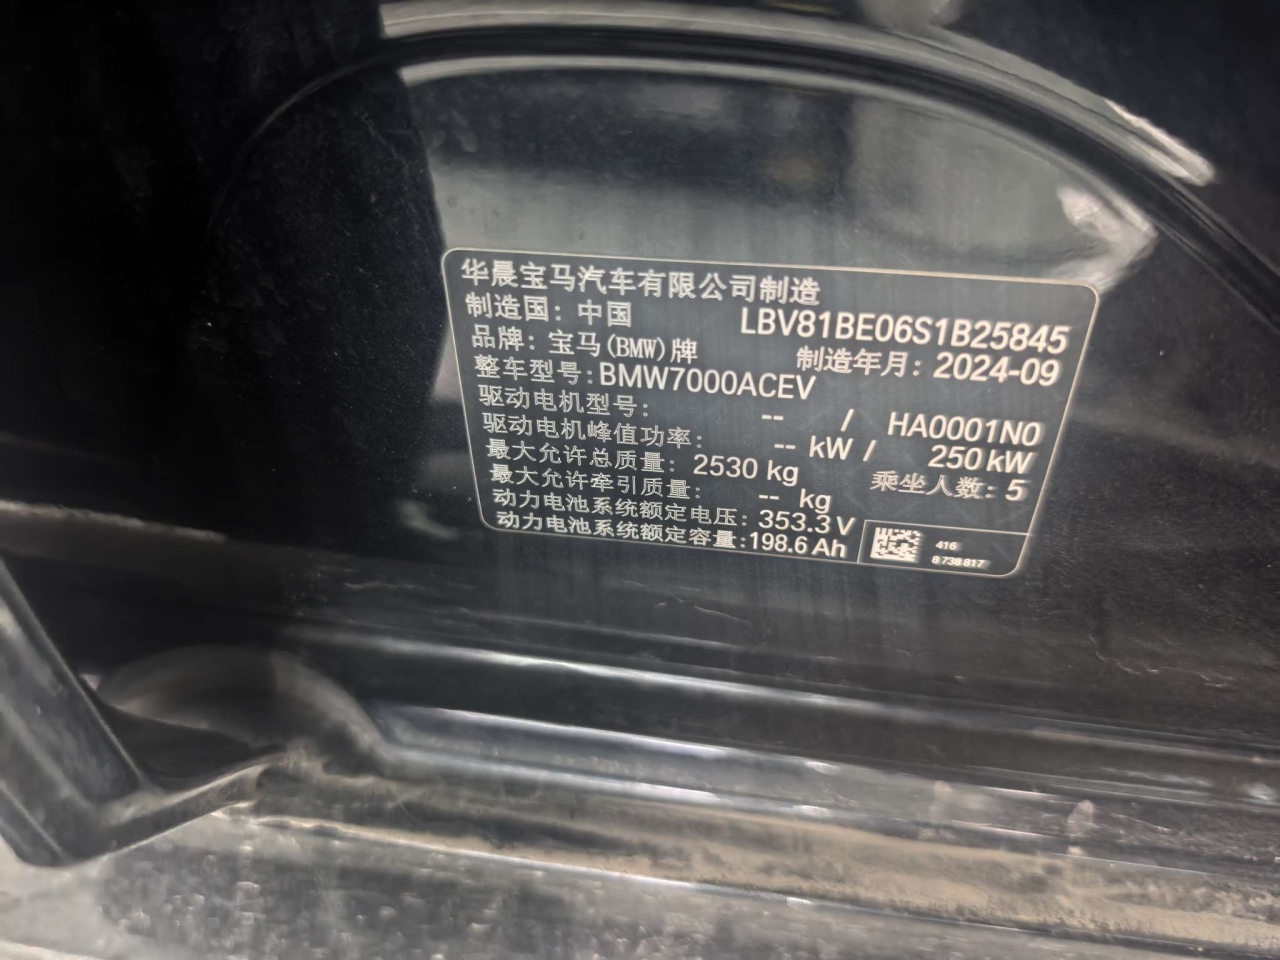 华晨宝马汽车有限公司制造
制造国：中国 LBV81BE06S1B25845
品牌：宝马(BMW)牌 制造年月：2024-09
整车型号：BMW7000ACEV
驱动电机型号： -- / HA0001N0
驱动电机峰值功率： -- kW / 250 kW
最大允许总质量：2530 kg 乘坐人数：5
最大允许牵引质量： -- kg
动力电池系统额定电压：353.3 V
动力电池系统额定容量：198.6 Ah
416
8 738 817